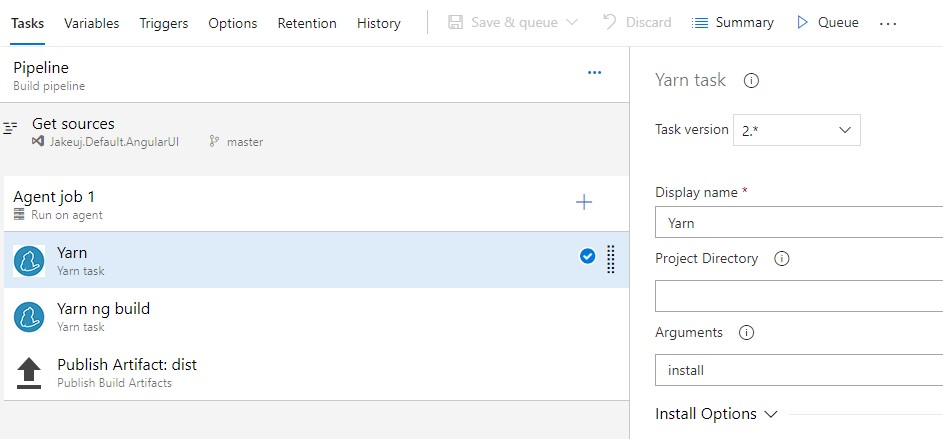 Tasks Variables Triggers Options Retention History Save & queue Discard Summary Queue
Pipeline
Build pipeline
Get sources
Jakeuj.Default.AngularUI master
Agent job 1
Run on agent
Yarn
Yarn task
Yarn ng build
Yarn task
Publish Artifact: dist
Publish Build Artifacts
Yarn task
Task version 2.*
Display name *
Yarn
Project Directory
Arguments
install
Install Options